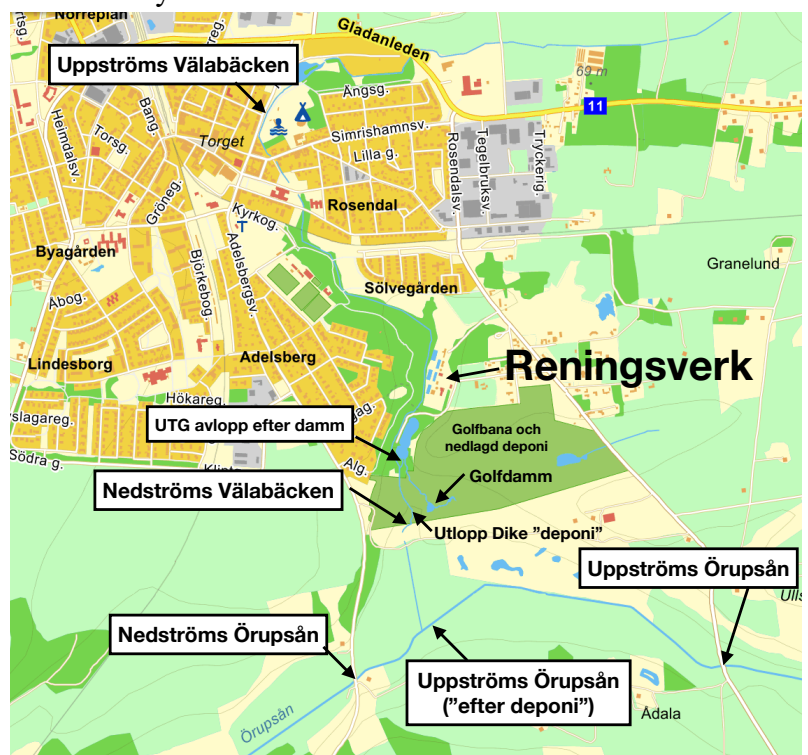 Norreplan
Gladanleden
Uppströms Välabäcken
Ängsg.
69 m
11
Heimdalsv.
Torsg.
Bang.
Torget
Simrishamnsv.
Lilla g.
Rosendalsv.
Tegelbruksv.
Tryckerig.
Gröneg.
Rosendal
Kyrkog.
T
Byagården
Björkebog.
Adelsbergsv.
Granelund
Åbog.
Sölvegården
Lindesborg
Adelsberg
Reningsverk
Hökareg.
yslagareg.
UTG avlopp efter damm
Golfbana och
nedlagd deponi
Södra g.
Alg.
Golfdamm
Nedströms Välabäcken
Utlopp Dike ”deponi”
Uppströms Örupsån
Nedströms Örupsån
Uppströms Örupsån
(”efter deponi”)
Ådala
Örupsån